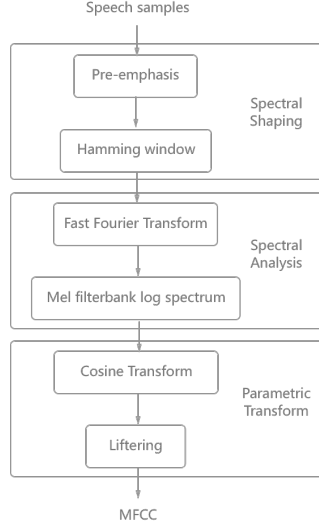 Speech samples
Pre-emphasis
Spectral
Shaping
Hamming window
Fast Fourier Transform
Spectral
Analysis
Mel filterbank log spectrum
Cosine Transform
Parametric
Transform
Liftering
MFCC